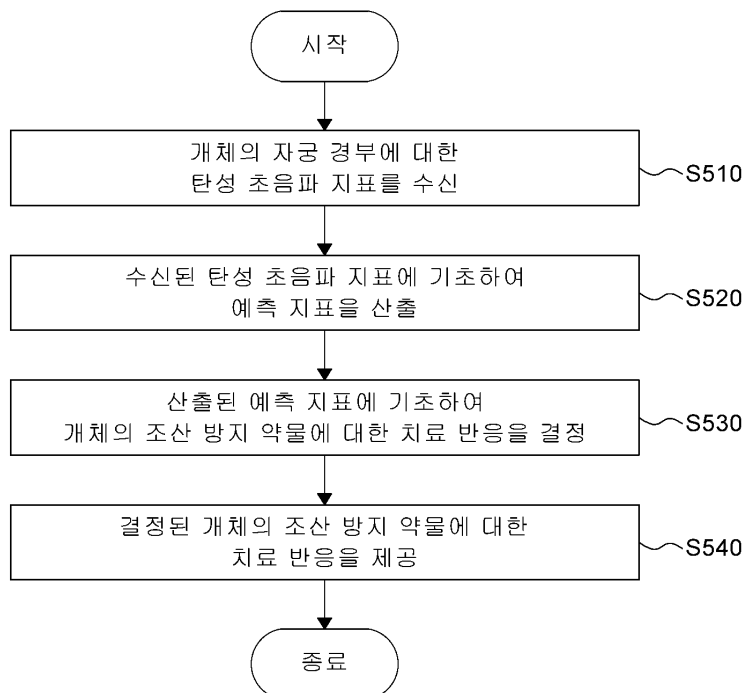 시작
개체의 자궁 경부에 대한
탄성 초음파 지표를 수신
S510
수신된 탄성 초음파 지표에 기초하여
예측 지표을 산출
S520
산출된 예측 지표에 기초하여
개체의 조산 방지 약물에 대한 치료 반응을 결정
S530
결정된 개체의 조산 방지 약물에 대한
치료 반응을 제공
S540
종료